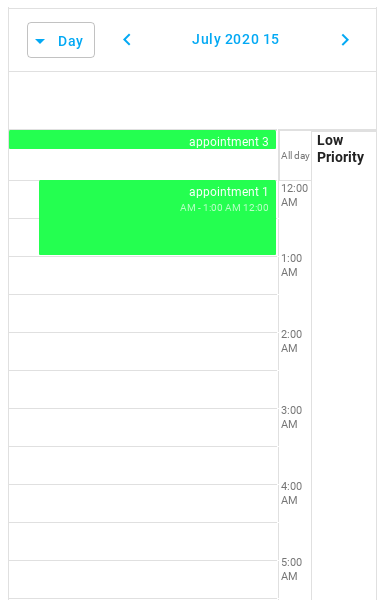 Day
July 2020 15
appointment 3
All day
Low
Priority
appointment 1
AM - 1:00 AM 12:00
12:00
AM
1:00
AM
2:00
AM
3:00
AM
4:00
AM
5:00
AM